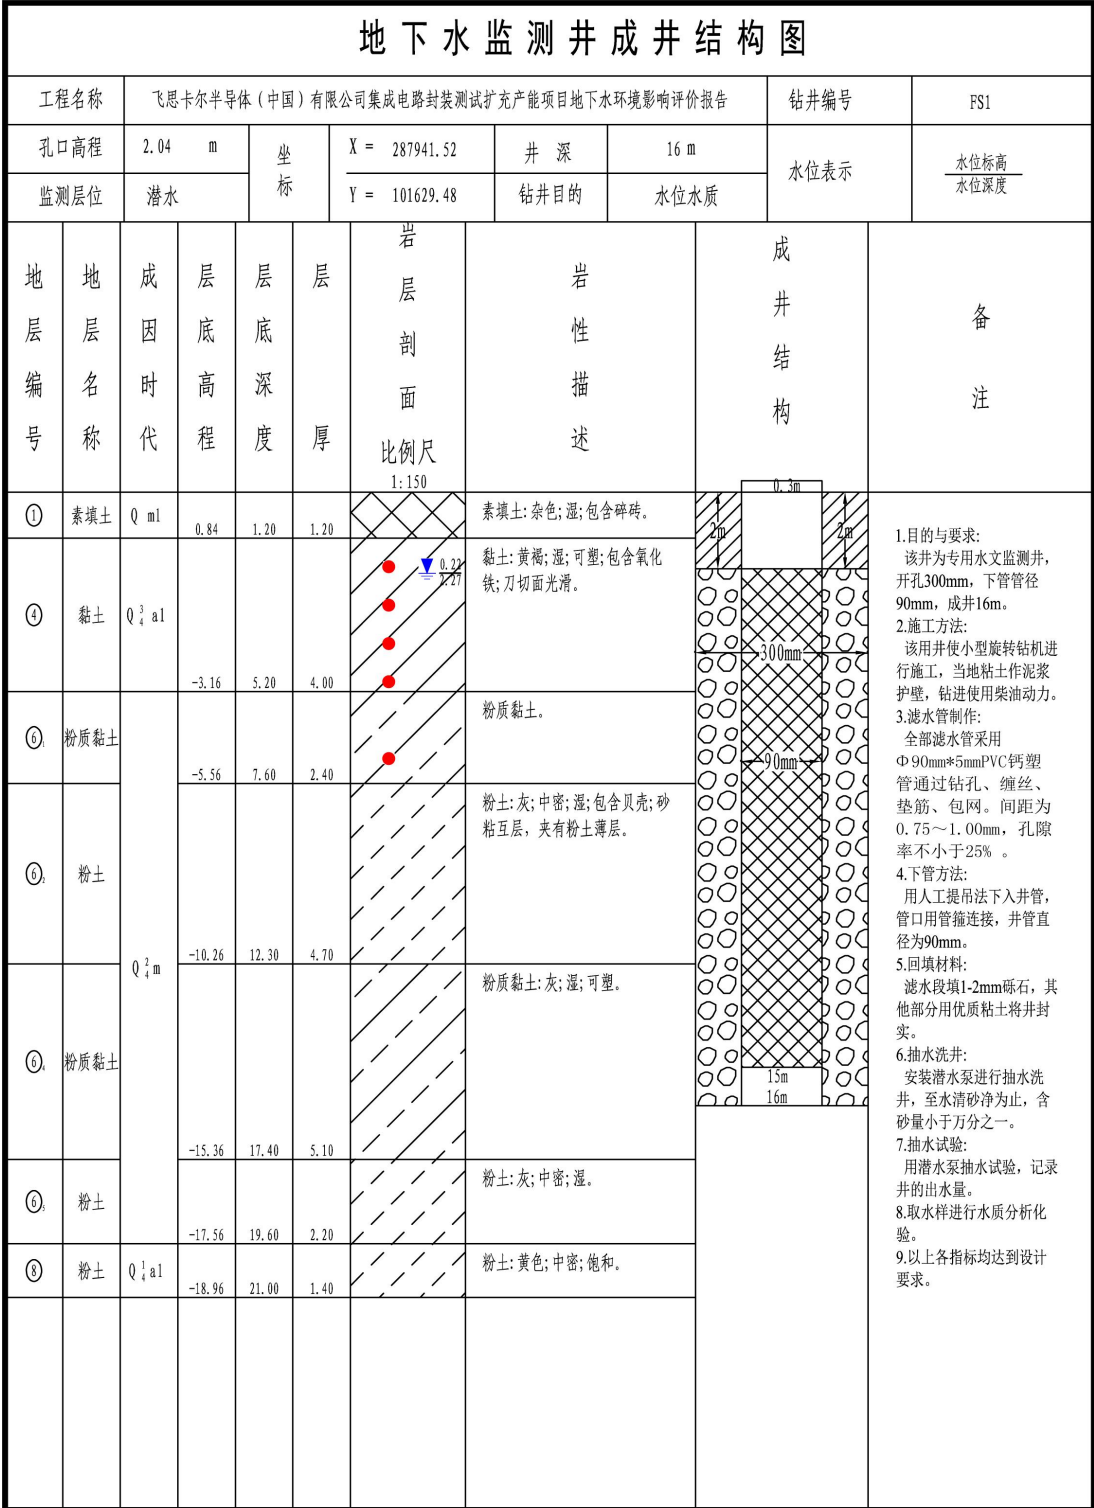 地下水监测井成井结构图
工程名称 飞思卡尔半导体(中国)有限公司集成电路封装测试扩充产能项目地下水环境影响评价报告 钻井编号 FS1
孔口高程 2.04 m 坐标 X = 287941.52 井 深 16 m 水位表示 水位标高
水位深度
监测层位 潜水 Y = 101629.48 钻井目的 水位水质
地层编号 地层名称 成因时代 层底高程 层底深度 层厚 岩层剖面 岩性描述 成井结构 备注
比例尺
1:150
0.3m
① 素填土 Q ml 0.84 1.20 1.20 素填土:杂色;湿;包含碎砖。
2m 2m
④ 黏土 Q 3 4 al -3.16 5.20 4.00 黏土:黄褐;湿;可塑;包含氧化
铁;刀切面光滑。
0.22
2.27
300mm
⑥1 粉质黏土 -5.56 7.60 2.40 粉质黏土。
90mm
⑥2 粉土 -10.26 12.30 4.70 粉土:灰;中密;湿;包含贝壳;砂
粘互层,夹有粉土薄层。
Q 2 4 m
⑥4 粉质黏土 -15.36 17.40 5.10 粉质黏土:灰;湿;可塑。
15m
16m
⑥5 粉土 -17.56 19.60 2.20 粉土:灰;中密;湿。
⑧ 粉土 Q 1 4 al -18.96 21.00 1.40 粉土:黄色;中密;饱和。
1.目的与要求:
该井为专用水文监测井,
开孔300mm,下管管径
90mm,成井16m。
2.施工方法:
该用井使小型旋转钻机进
行施工,当地粘土作泥浆
护壁,钻进使用柴油动力。
3.滤水管制作:
全部滤水管采用
Φ90mm*5mmPVC钙塑
管通过钻孔、缠丝、
垫筋、包网。间距为
0.75～1.00mm,孔隙
率不小于25% 。
4.下管方法:
用人工提吊法下入井管,
管口用管箍连接,井管直
径为90mm。
5.回填材料:
滤水段填1-2mm砾石,其
他部分用优质粘土将井封
实。
6.抽水洗井:
安装潜水泵进行抽水洗
井,至水清砂净为止,含
砂量小于万分之一。
7.抽水试验:
用潜水泵抽水试验,记录
井的出水量。
8.取水样进行水质分析化
验。
9.以上各指标均达到设计
要求。